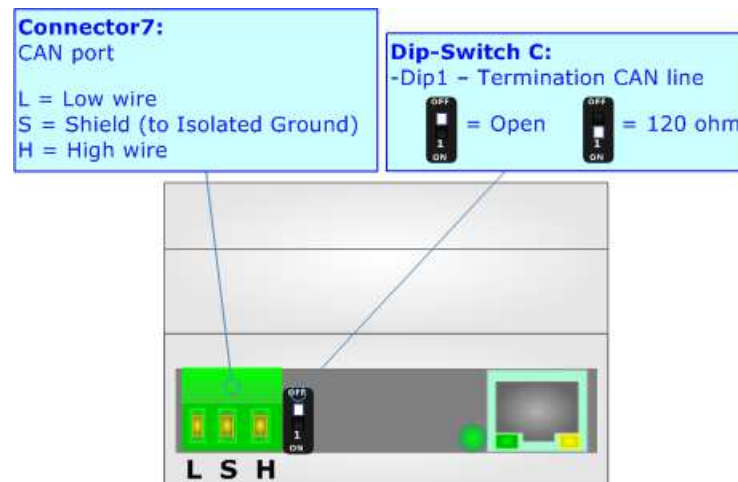 Connector7:
CAN port
L = Low wire
S = Shield (to Isolated Ground)
H = High wire
Dip-Switch C:
-Dip1 – Termination CAN line
OFF
1
ON
= Open
OFF
1
ON
= 120 ohm
OFF
1
ON
L S H